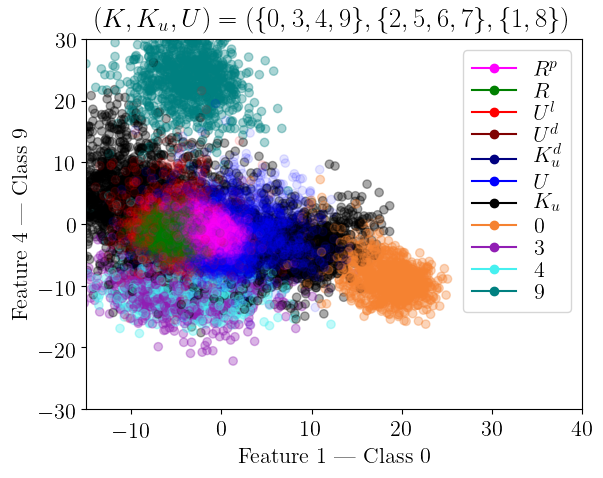 (K, K_u, U) = ({0, 3, 4, 9}, {2, 5, 6, 7}, {1, 8})
30
20
10
0
−10
−20
−30
Feature 4 — Class 9
R^p
R
U^l
U^d
K_u^d
U
K_u
0
3
4
9
−10
0
10
20
30
40
Feature 1 — Class 0